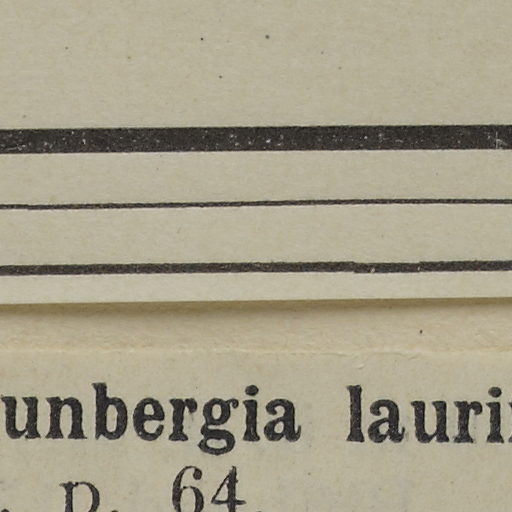 unbergia lauri
. p. 64.